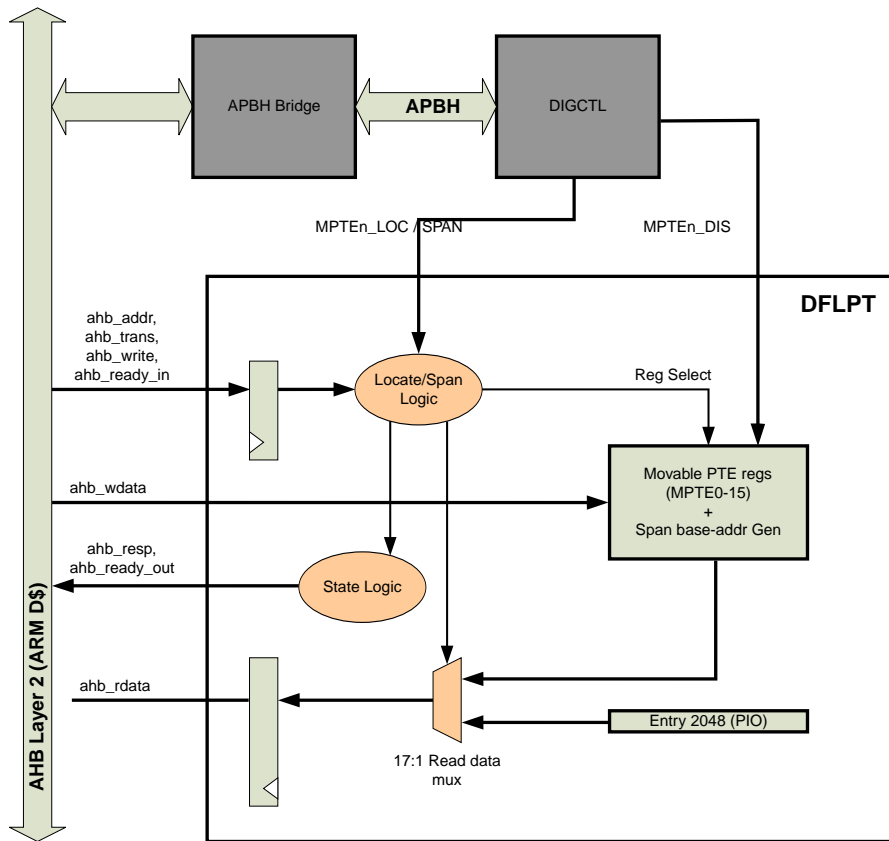 APBH Bridge
APBH
DIGCTL
MPTEn_LOC / SPAN
MPTEn_DIS
DFLPT
ahb_addr,
ahb_trans,
ahb_write,
ahb_ready_in
Locate/Span
Logic
Reg Select
Movable PTE regs
(MPTE0-15)
+
Span base-addr Gen
ahb_wdata
ahb_resp,
ahb_ready_out
State Logic
AHB Layer 2 (ARM D$)
ahb_rdata
Entry 2048 (PIO)
17:1 Read data
mux